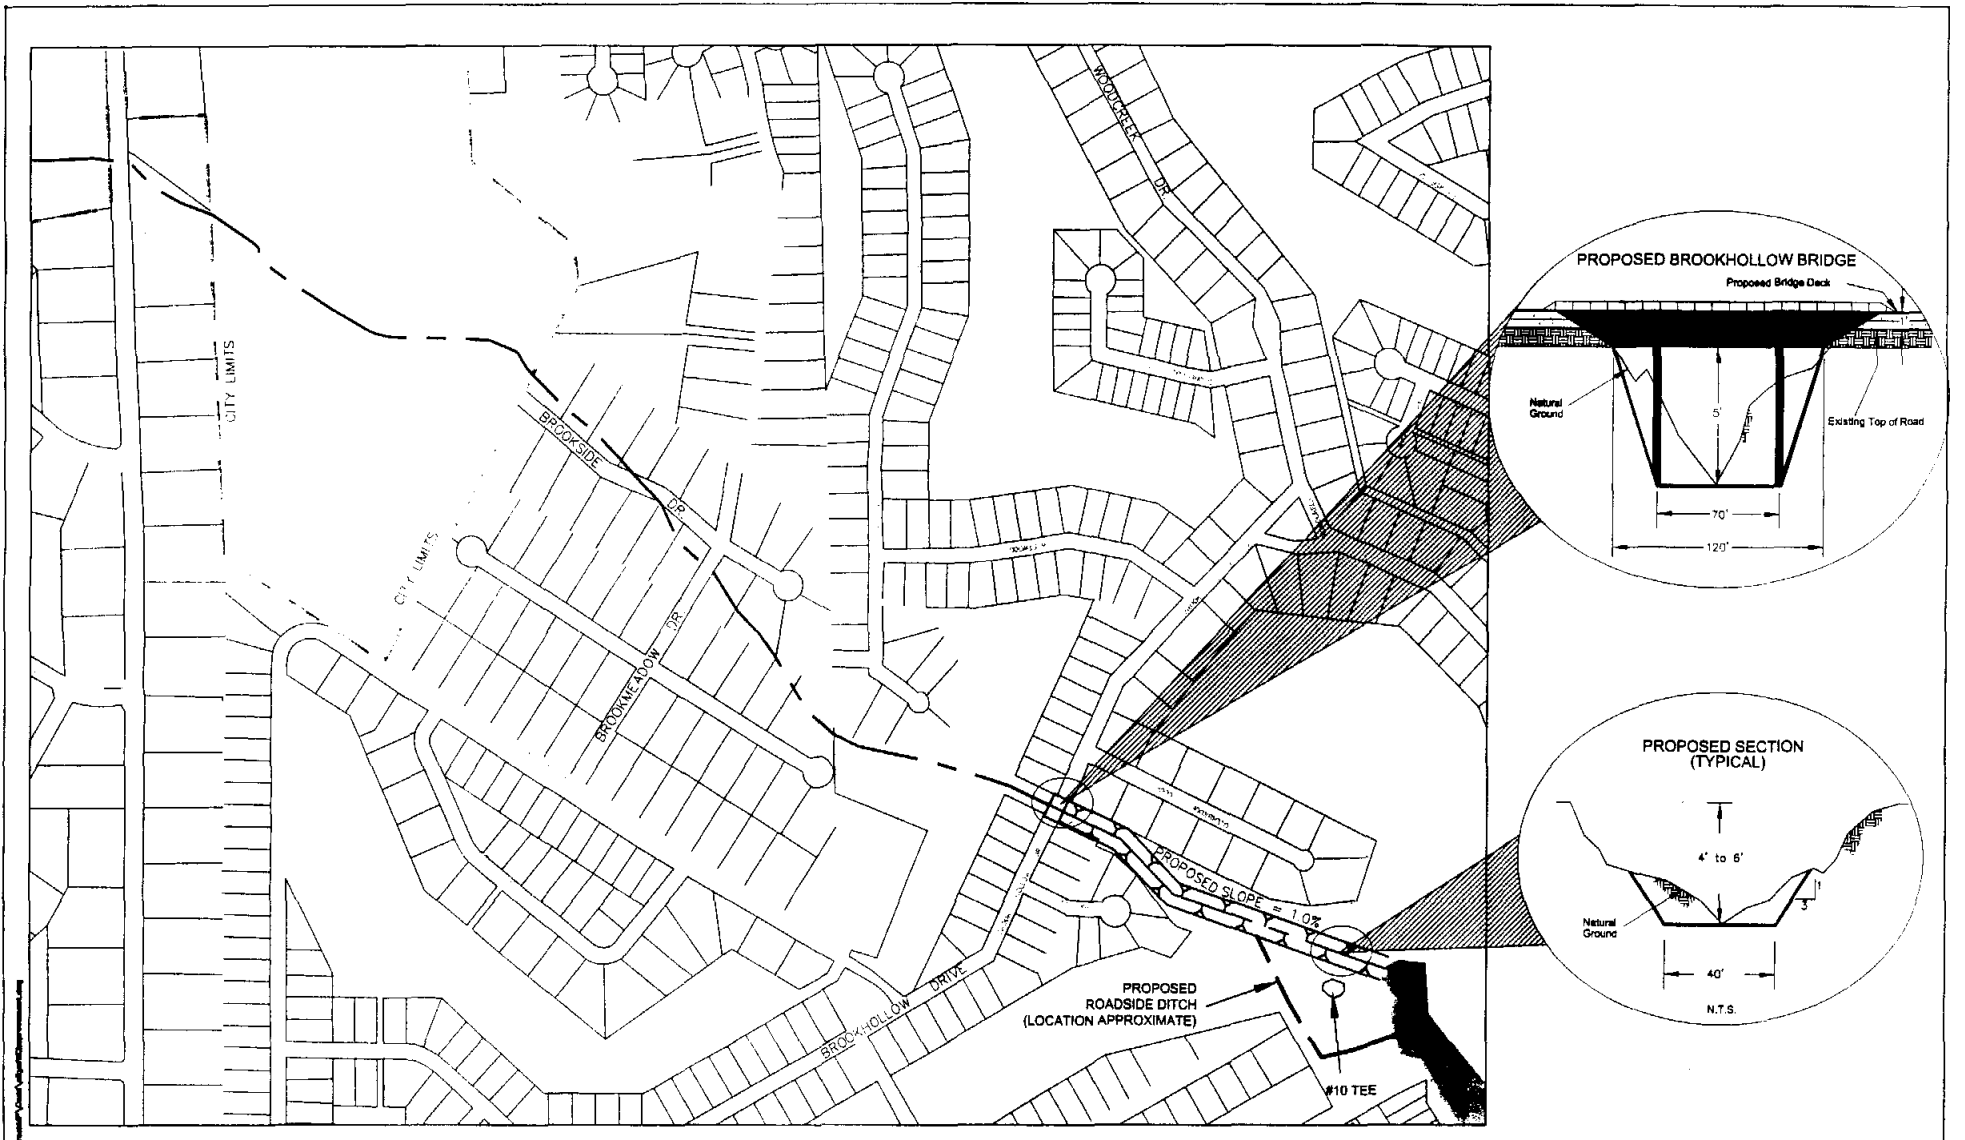 WOODCREEK
DR.
CITY LIMITS
BROOKSIDE
DR.
CITY LIMITS
BROOKMEADOW
DR.
PROPOSED SLOPE = 1.0%
BROOKHOLLOW DRIVE
PROPOSED
ROADSIDE DITCH
(LOCATION APPROXIMATE)
#10 TEE
PROPOSED BROOKHOLLOW BRIDGE
Proposed Bridge Deck
1'
Natural
Ground
5'
Existing Top of Road
70'
120'
PROPOSED SECTION
(TYPICAL)
4' to 6'
1
3
Natural
Ground
40'
N.T.S.